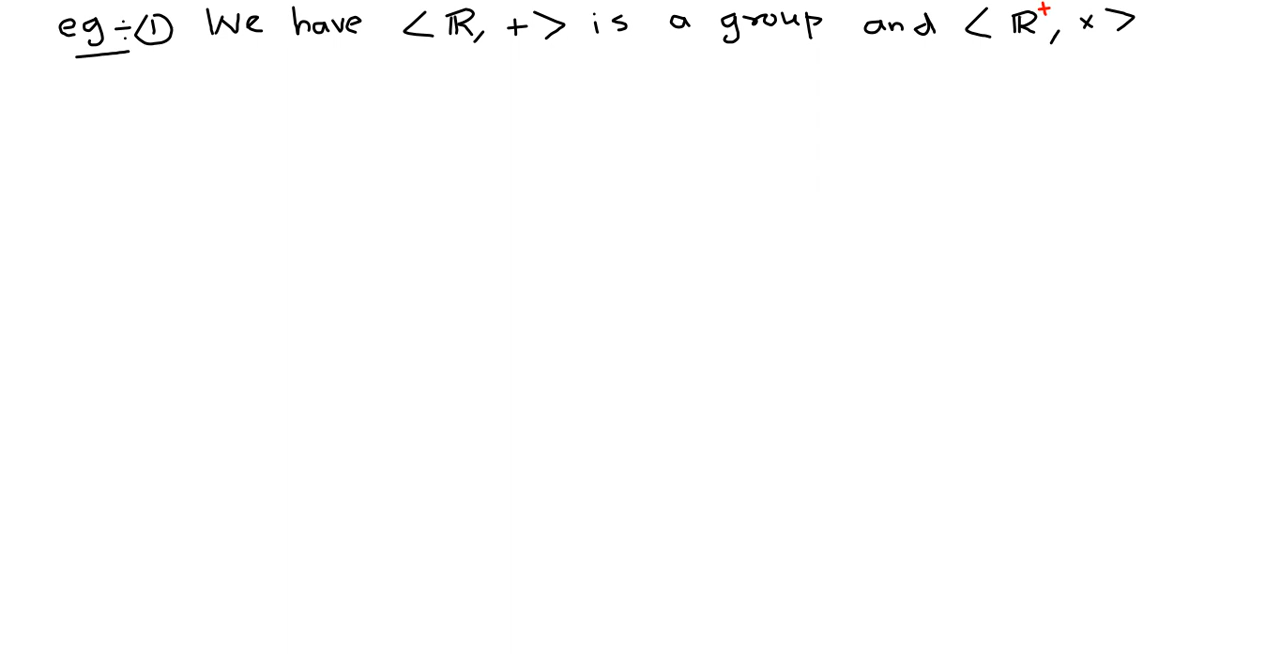 eg÷① We have < ℝ, + > is a group and < ℝ⁺, × >